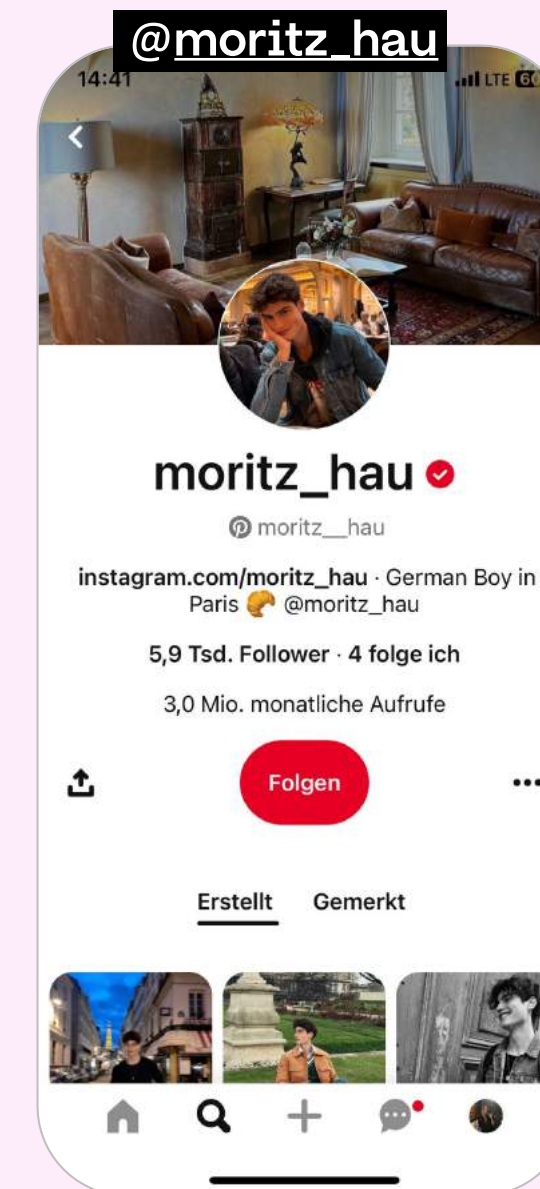 @moritz_hau
14:41 LTE 60
moritz_hau
moritz__hau
instagram.com/moritz_hau · German Boy in
Paris 🥐 @moritz_hau
5,9 Tsd. Follower · 4 folge ich
3,0 Mio. monatliche Aufrufe
Folgen
Erstellt Gemerkt